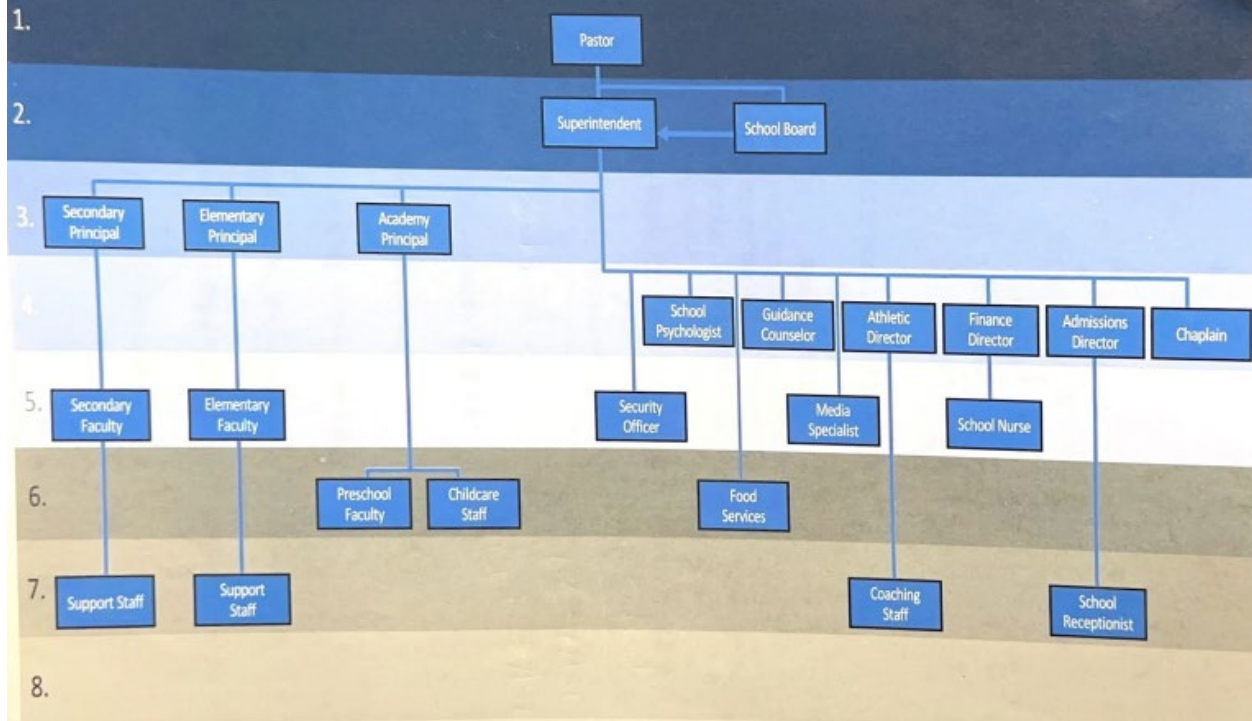 1.
Pastor
2.
Superintendent
School Board
3.
Secondary
Principal
Elementary
Principal
Academy
Principal
4.
School
Psychologist
Guidance
Counselor
Athletic
Director
Finance
Director
Admissions
Director
Chaplain
5.
Secondary
Faculty
Elementary
Faculty
Security
Officer
Media
Specialist
School Nurse
6.
Preschool
Faculty
Childcare
Staff
Food
Services
7.
Support Staff
Support
Staff
Coaching
Staff
School
Receptionist
8.